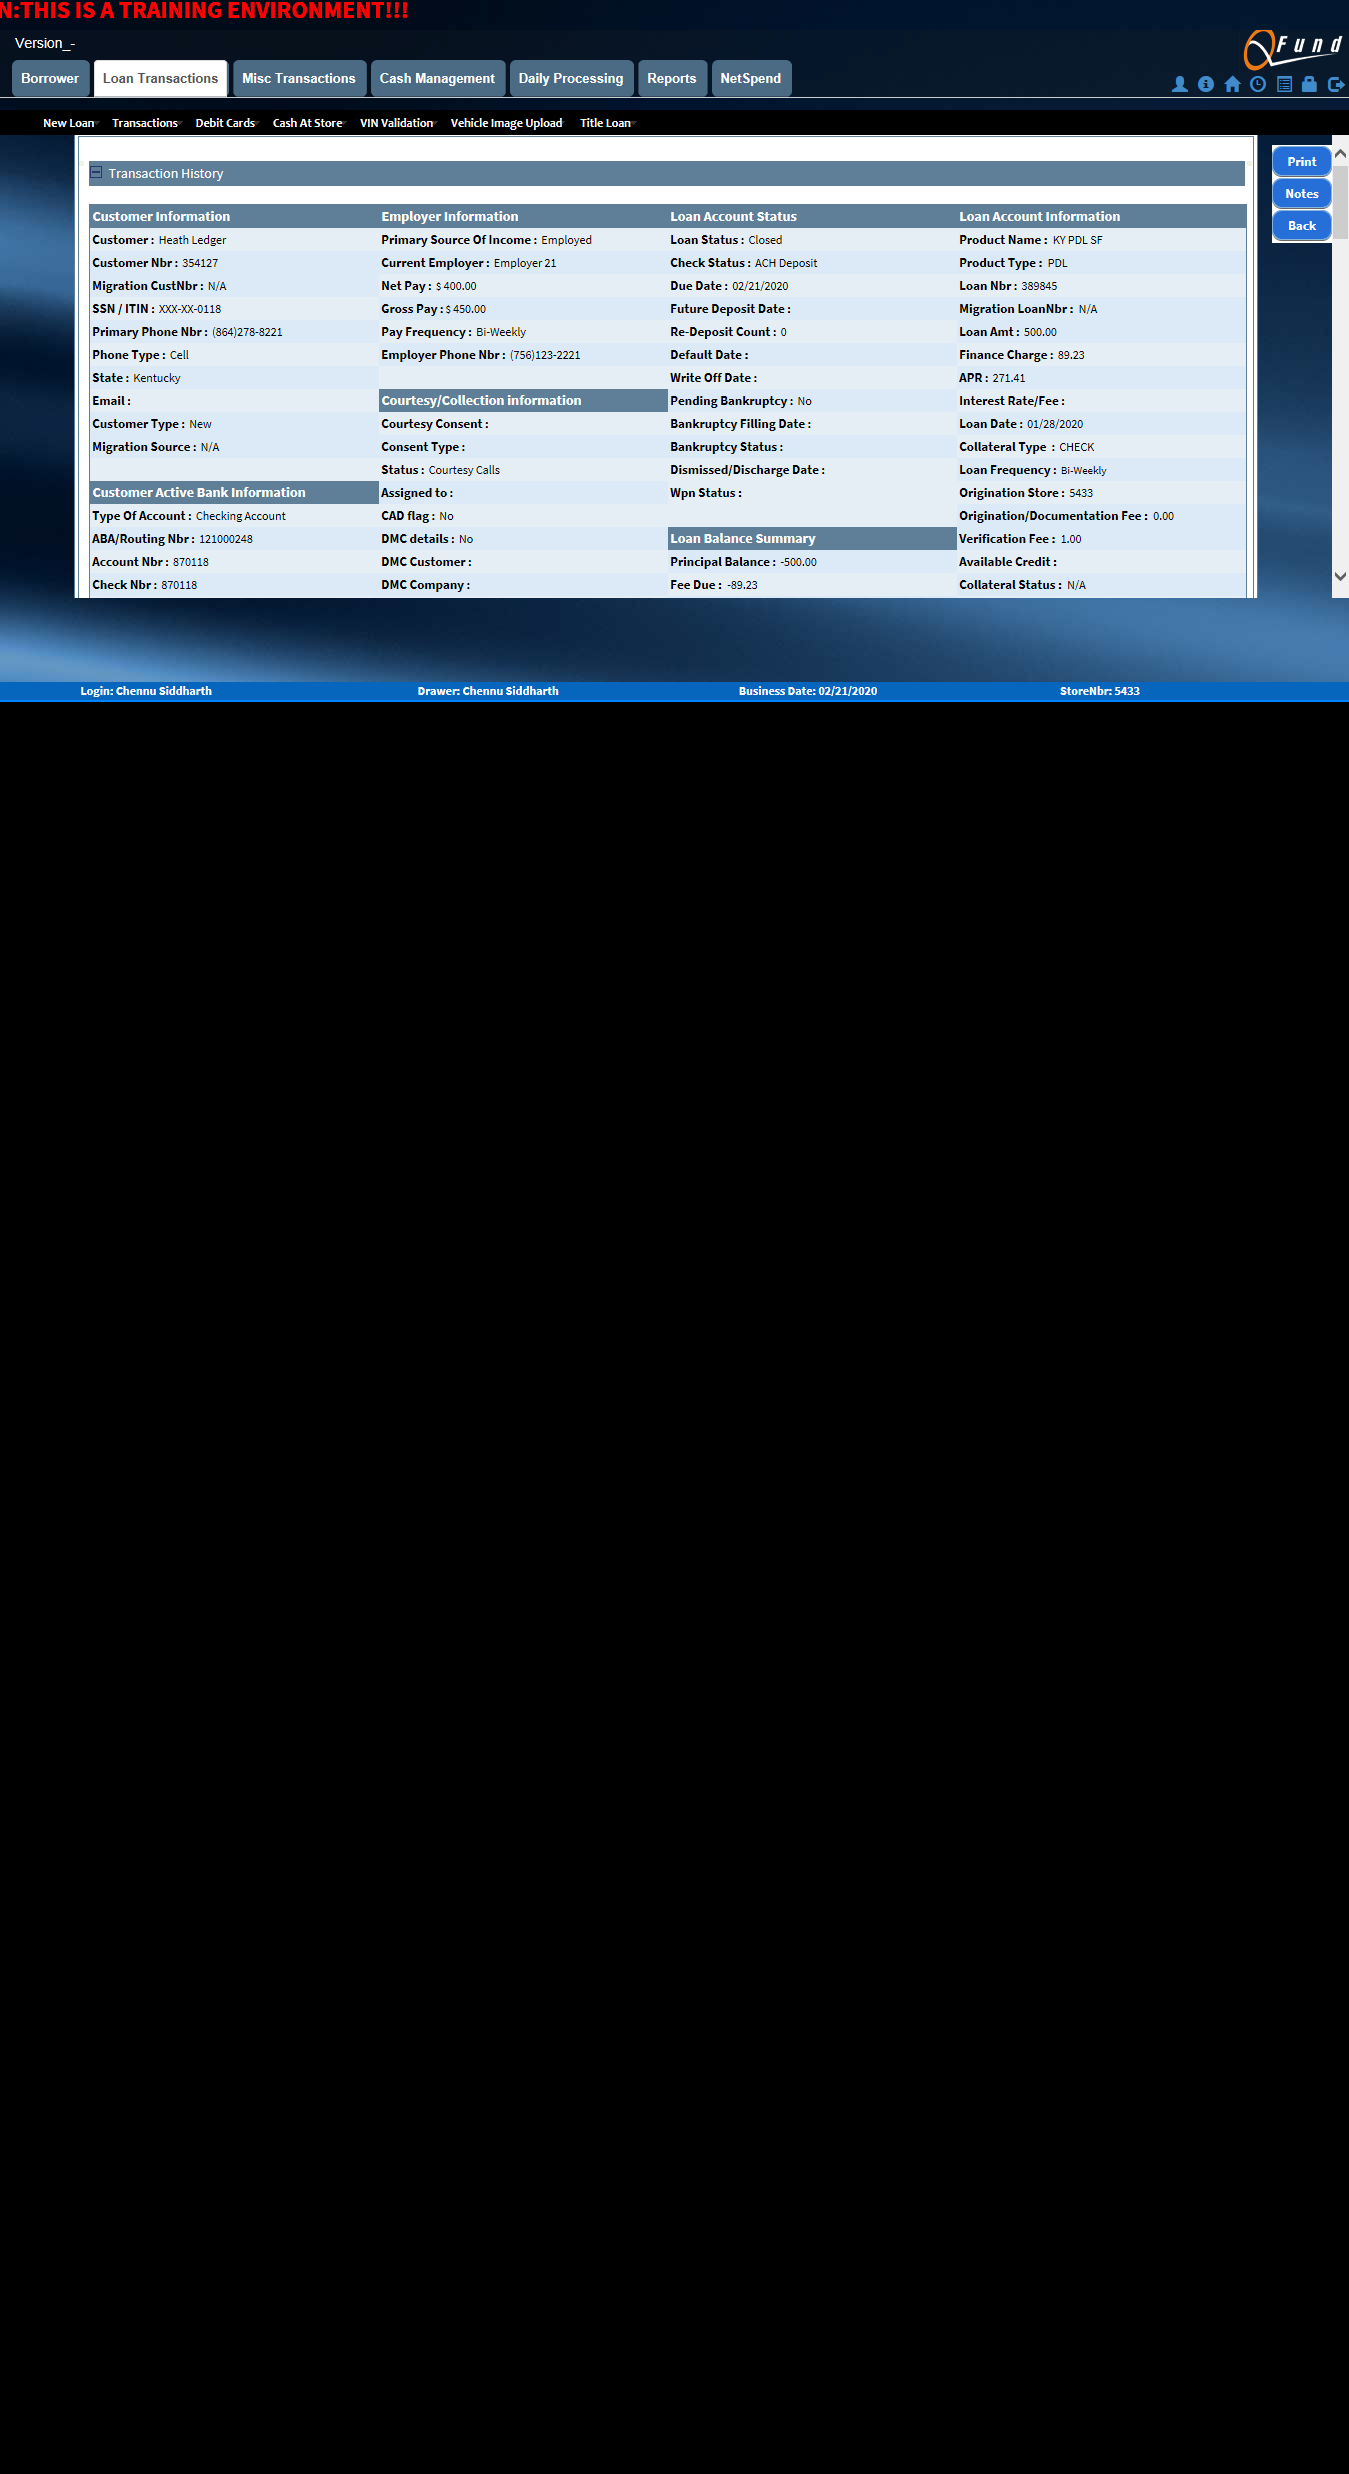 N:THIS IS A TRAINING ENVIRONMENT!!!
Version_-
QFund
Borrower Loan Transactions Misc Transactions Cash Management Daily Processing Reports NetSpend
New Loan Transactions Debit Cards Cash At Store VIN Validation Vehicle Image Upload Title Loan
Print
Notes
Back
Transaction History
Customer Information
Customer : Heath Ledger
Customer Nbr : 354127
Migration CustNbr : N/A
SSN / ITIN : XXX-XX-0118
Primary Phone Nbr : (864)278-8221
Phone Type : Cell
State : Kentucky
Email :
Customer Type : New
Migration Source : N/A
Customer Active Bank Information
Type Of Account : Checking Account
ABA/Routing Nbr : 121000248
Account Nbr : 870118
Check Nbr : 870118
Employer Information
Primary Source Of Income : Employed
Current Employer : Employer 21
Net Pay : $ 400.00
Gross Pay : $ 450.00
Pay Frequency : Bi-Weekly
Employer Phone Nbr : (756)123-2221
Courtesy/Collection information
Courtesy Consent :
Consent Type :
Status : Courtesy Calls
Assigned to :
CAD flag : No
DMC details : No
DMC Customer :
DMC Company :
Loan Account Status
Loan Status : Closed
Check Status : ACH Deposit
Due Date : 02/21/2020
Future Deposit Date :
Re-Deposit Count : 0
Default Date :
Write Off Date :
Pending Bankruptcy : No
Bankruptcy Filling Date :
Bankruptcy Status :
Dismissed/Discharge Date :
Wpn Status :
Loan Balance Summary
Principal Balance : -500.00
Fee Due : -89.23
Loan Account Information
Product Name : KY PDL SF
Product Type : PDL
Loan Nbr : 389845
Migration LoanNbr : N/A
Loan Amt : 500.00
Finance Charge : 89.23
APR : 271.41
Interest Rate/Fee :
Loan Date : 01/28/2020
Collateral Type : CHECK
Loan Frequency : Bi-Weekly
Origination Store : 5433
Origination/Documentation Fee : 0.00
Verification Fee : 1.00
Available Credit :
Collateral Status : N/A
Login: Chennu Siddharth Drawer: Chennu Siddharth Business Date: 02/21/2020 StoreNbr: 5433